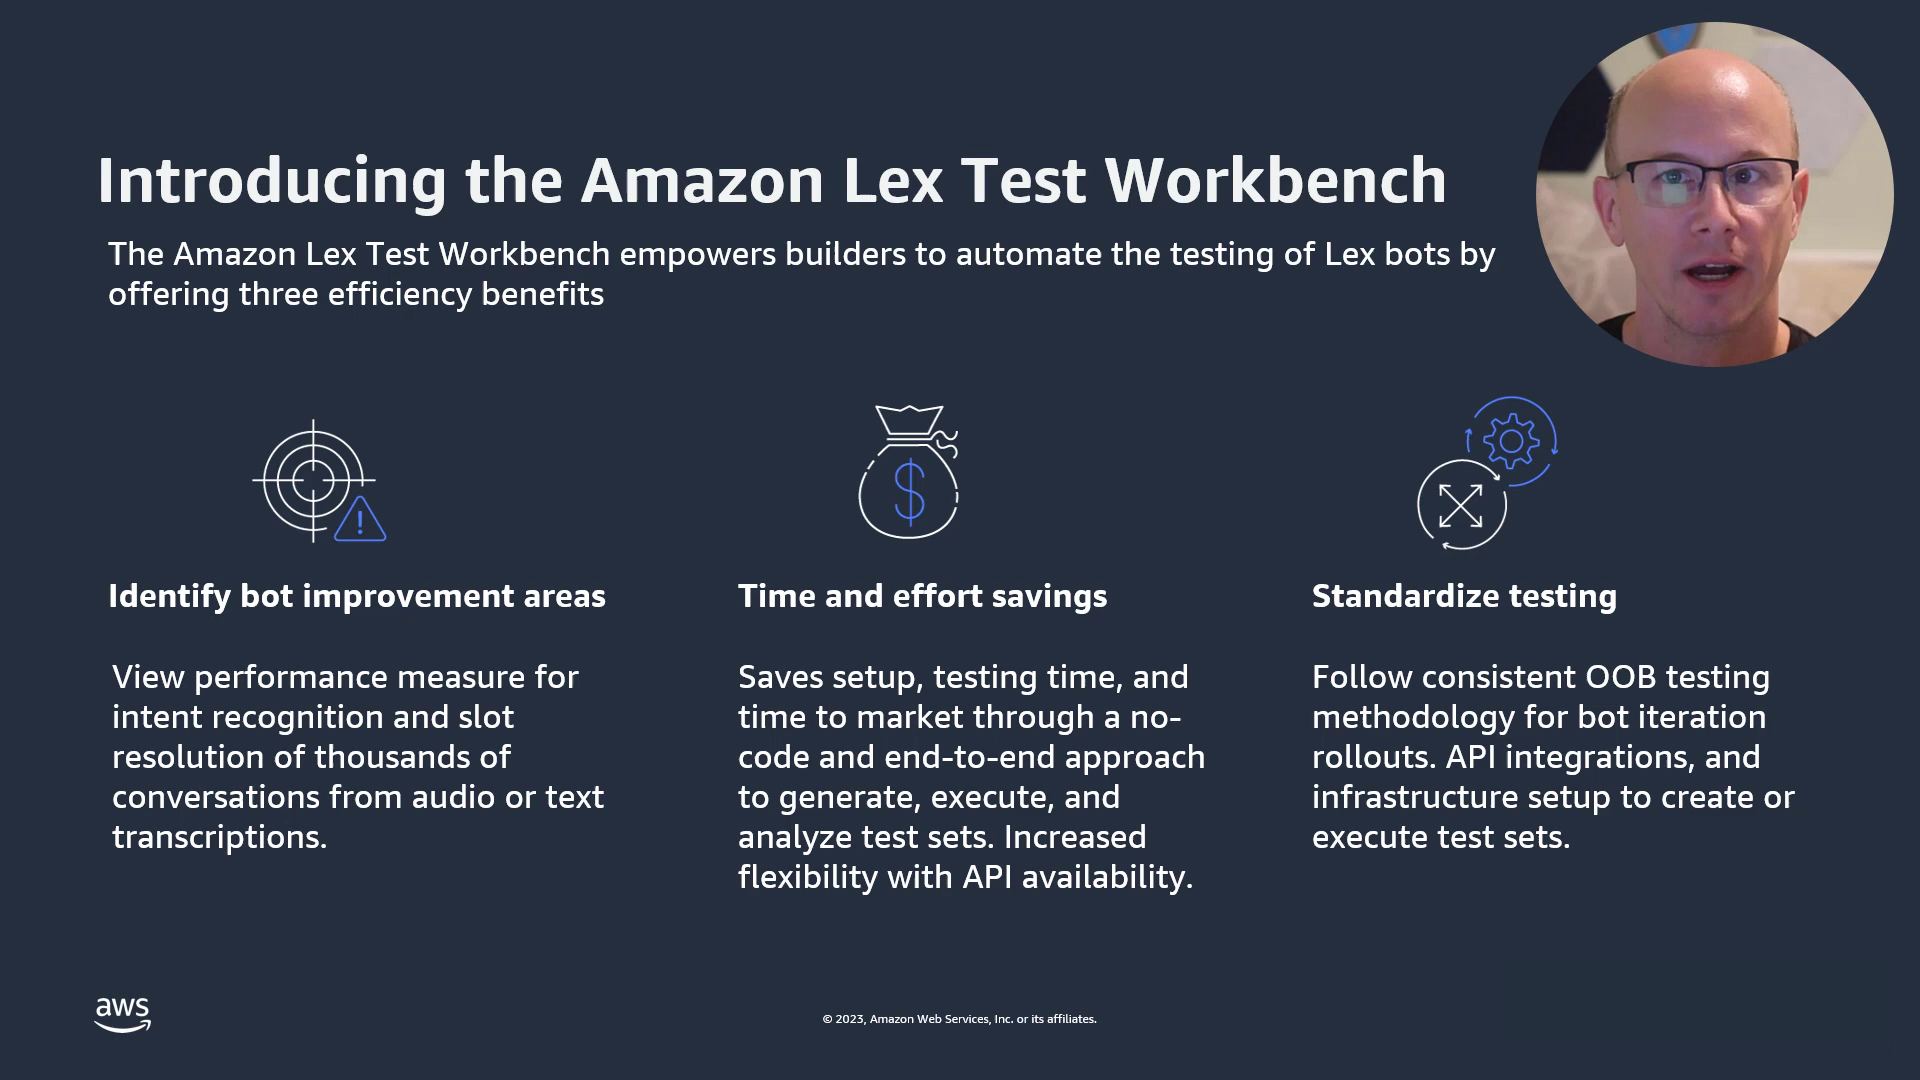 Introducing the Amazon Lex Test Workbench
The Amazon Lex Test Workbench empowers builders to automate the testing of Lex bots by
offering three efficiency benefits
Identify bot improvement areas
View performance measure for
intent recognition and slot
resolution of thousands of
conversations from audio or text
transcriptions.
Time and effort savings
Saves setup, testing time, and
time to market through a no-
code and end-to-end approach
to generate, execute, and
analyze test sets. Increased
flexibility with API availability.
Standardize testing
Follow consistent OOB testing
methodology for bot iteration
rollouts. API integrations, and
infrastructure setup to create or
execute test sets.
aws
© 2023, Amazon Web Services, Inc. or its affiliates.